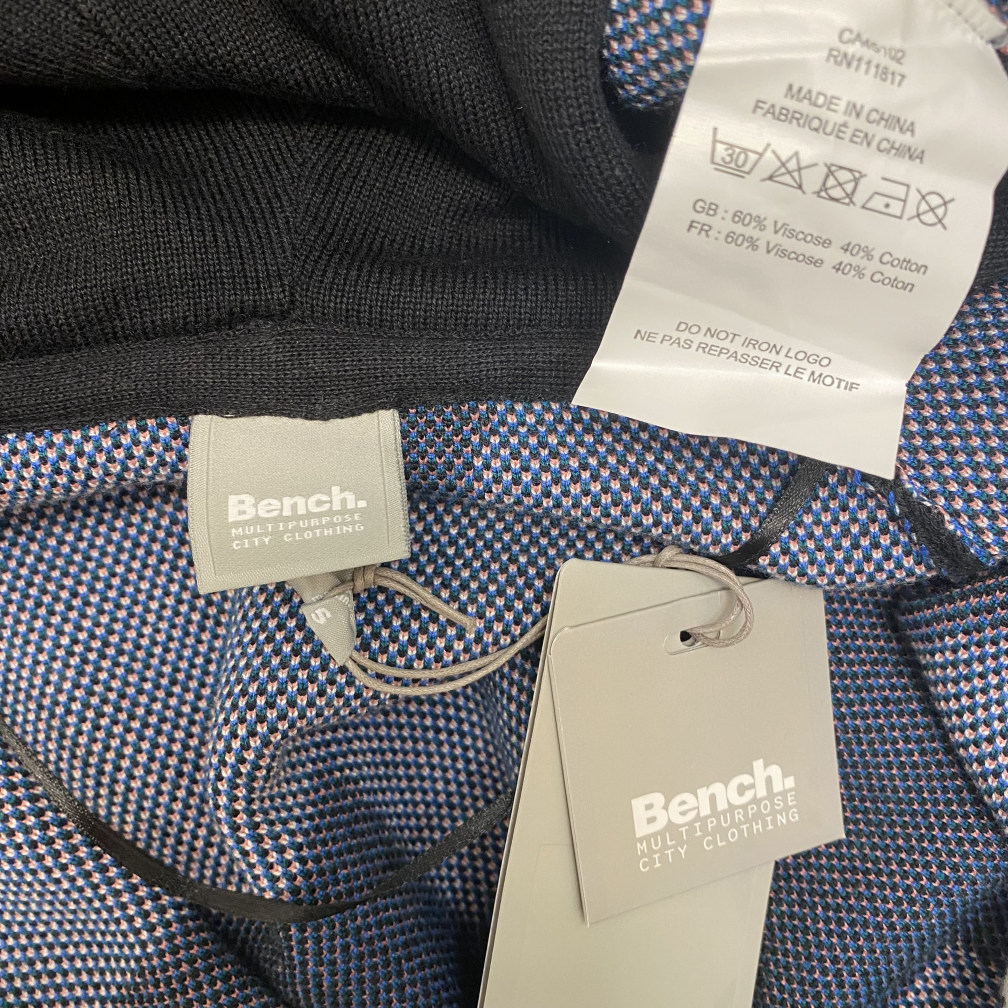 RN111817
MADE IN CHINA
FABRIQUÉ EN CHINA
30
GB : 60% Viscose 40% Cotton
FR : 60% Viscose 40% Coton
DO NOT IRON LOGO
NE PAS REPASSER LE MOTIF
Bench.
MULTIPURPOSE
CITY CLOTHING
S
Bench.
MULTIPURPOSE
CITY CLOTHING